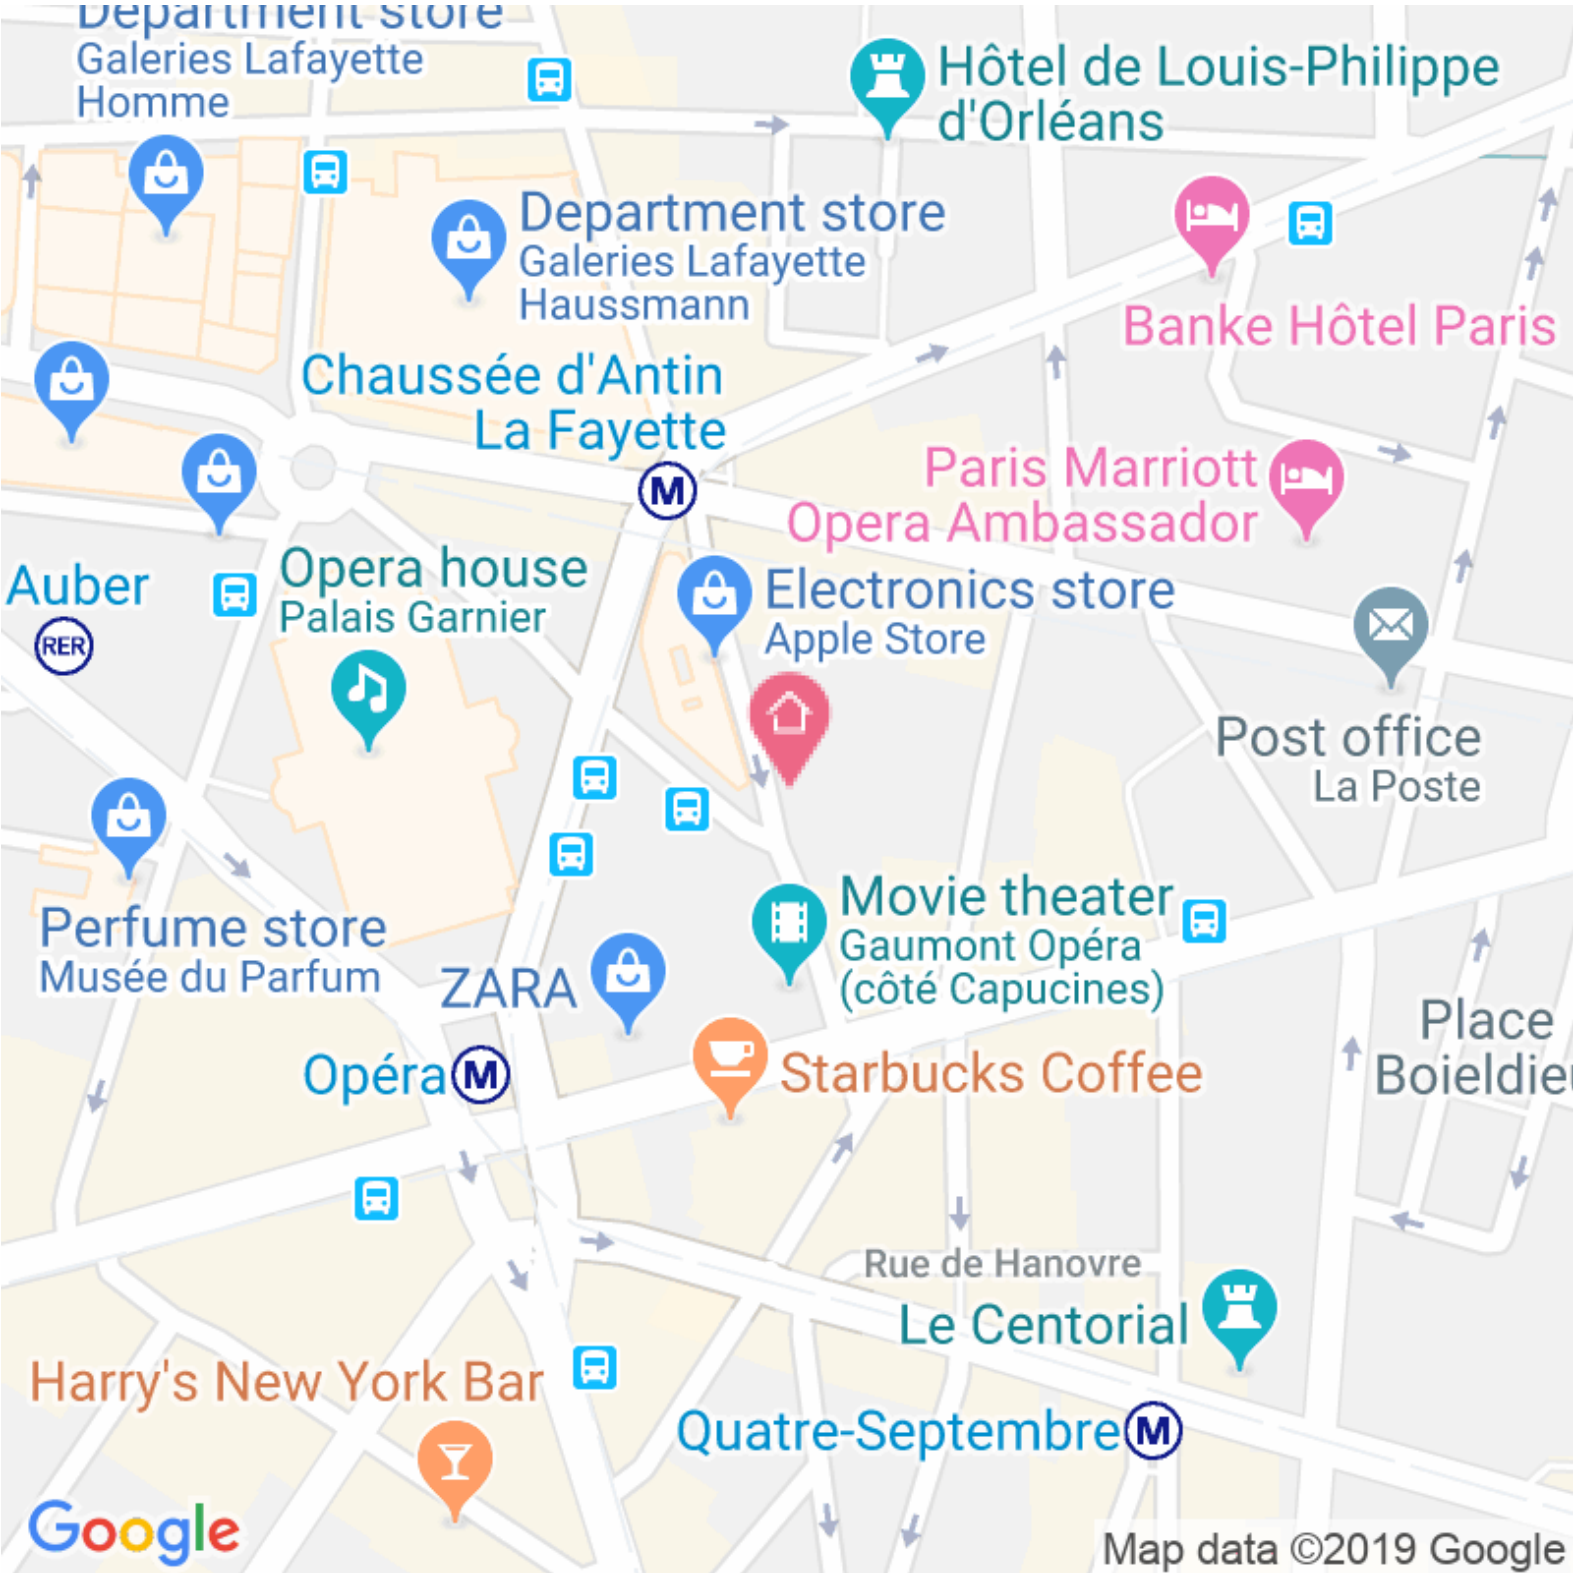 Department store
Galeries Lafayette
Homme
Hôtel de Louis-Philippe
d'Orléans
Department store
Galeries Lafayette
Haussmann
Banke Hôtel Paris
Chaussée d'Antin
La Fayette
M
Paris Marriott
Opera Ambassador
Auber
RER
Opera house
Palais Garnier
Electronics store
Apple Store
Post office
La Poste
Perfume store
Musée du Parfum
Movie theater
Gaumont Opéra
(côté Capucines)
ZARA
Opéra M
Starbucks Coffee
Place
Boieldieu
Rue de Hanovre
Le Centorial
Harry's New York Bar
Quatre-Septembre M
Google
Map data ©2019 Google